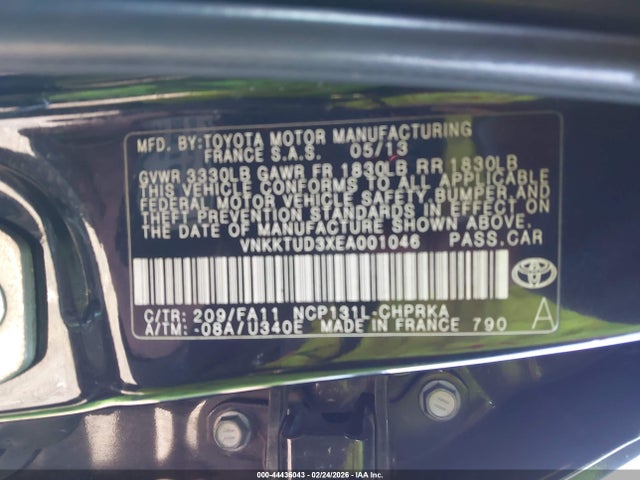 MFD. BY:TOYOTA MOTOR MANUFACTURING
FRANCE S.A.S. 05/13
GVWR 3330LB GAWR FR 1830LB RR 1830LB
THIS VEHICLE CONFORMS TO ALL APPLICABLE
FEDERAL MOTOR VEHICLE SAFETY,BUMPER,AND
THEFT PREVENTION STANDARDS IN EFFECT ON
THE DATE OF MANUFACTURE SHOWN ABOVE.
VNKKTUD3XEA001046 PASS.CAR
C/TR: 209/FA11 NCP131L-CHPRKA
A/TM: -08A/U340E MADE IN FRANCE 790 A
000-44436043 - 02/24/2026 - IAAI.COM